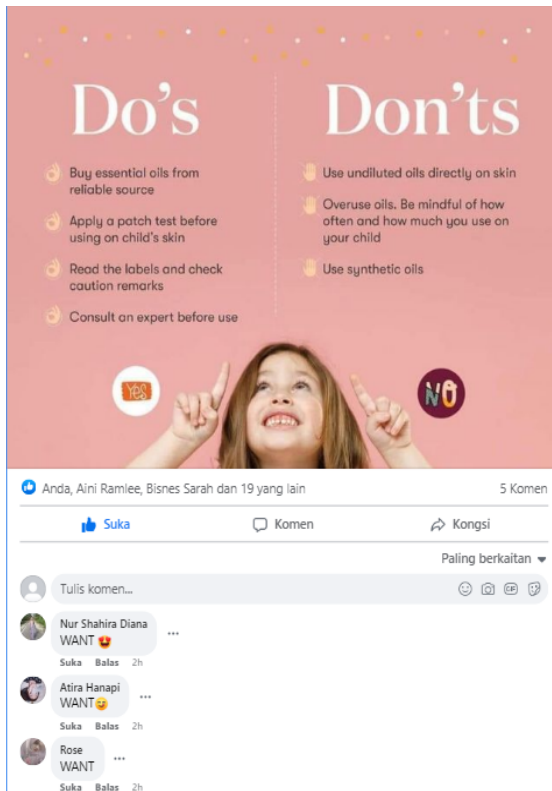 Do's
Buy essential oils from
reliable source
Apply a patch test before
using on child's skin
Read the labels and check
caution remarks
Consult an expert before use
Don'ts
Use undiluted oils directly on skin
Overuse oils. Be mindful of how
often and how much you use on
your child
Use synthetic oils
YES
NO
Anda, Aini Ramlee, Bisnes Sarah dan 19 yang lain
5 Komen
Suka
Komen
Kongsi
Paling berkaitan
Tulis komen...
GIF
Nur Shahira Diana
WANT 😍
Suka Balas 2h
Atira Hanapi
WANT 😋
Suka Balas 2h
Rose
WANT
Suka Balas 2h